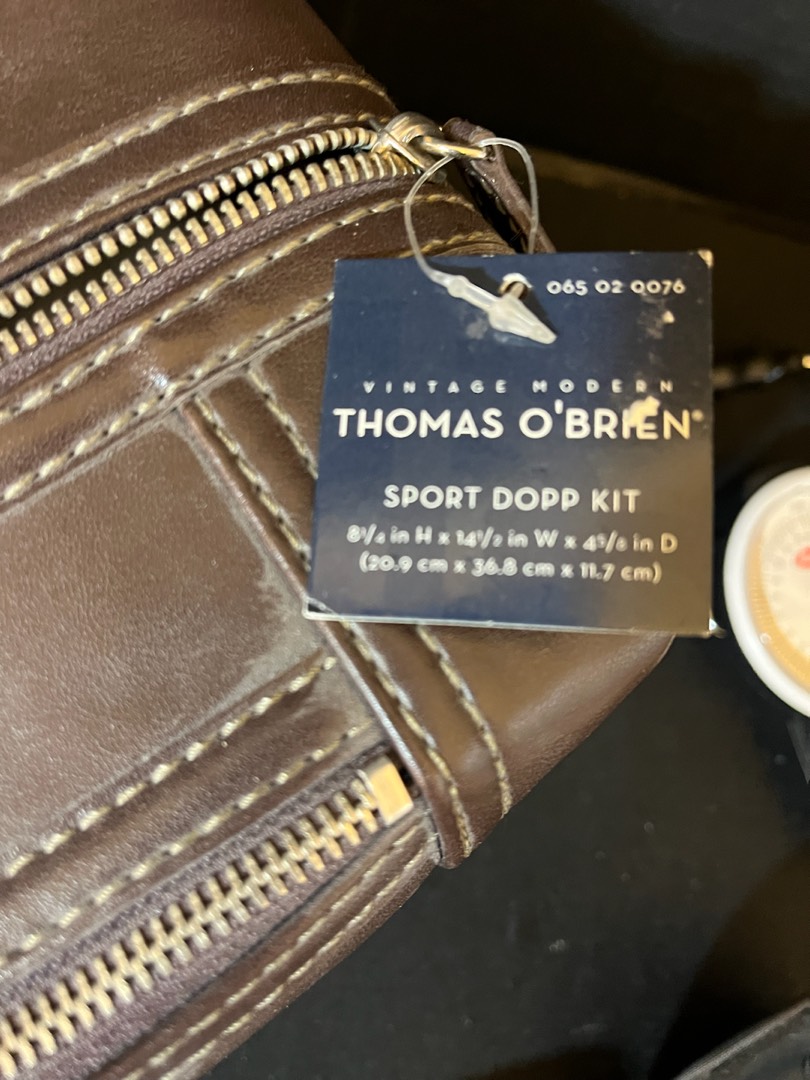 065 02 0076
VINTAGE MODERN
THOMAS O'BRIEN®
SPORT DOPP KIT
8¼ in H x 14½ in W x 4⅝ in D
(20.9 cm x 36.8 cm x 11.7 cm)